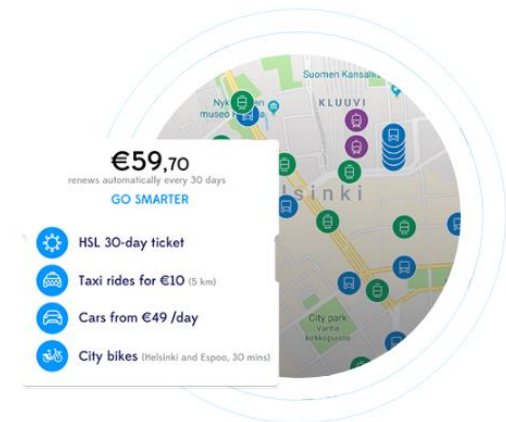 €59,70
renews automatically every 30 days
GO SMARTER
HSL 30-day ticket
Taxi rides for €10 (5 km)
Cars from €49 /day
City bikes (Helsinki and Espoo, 30 mins)
Suomen
KLUUVI
museo
lsinki
City park
Vanha
kirkkopuisto